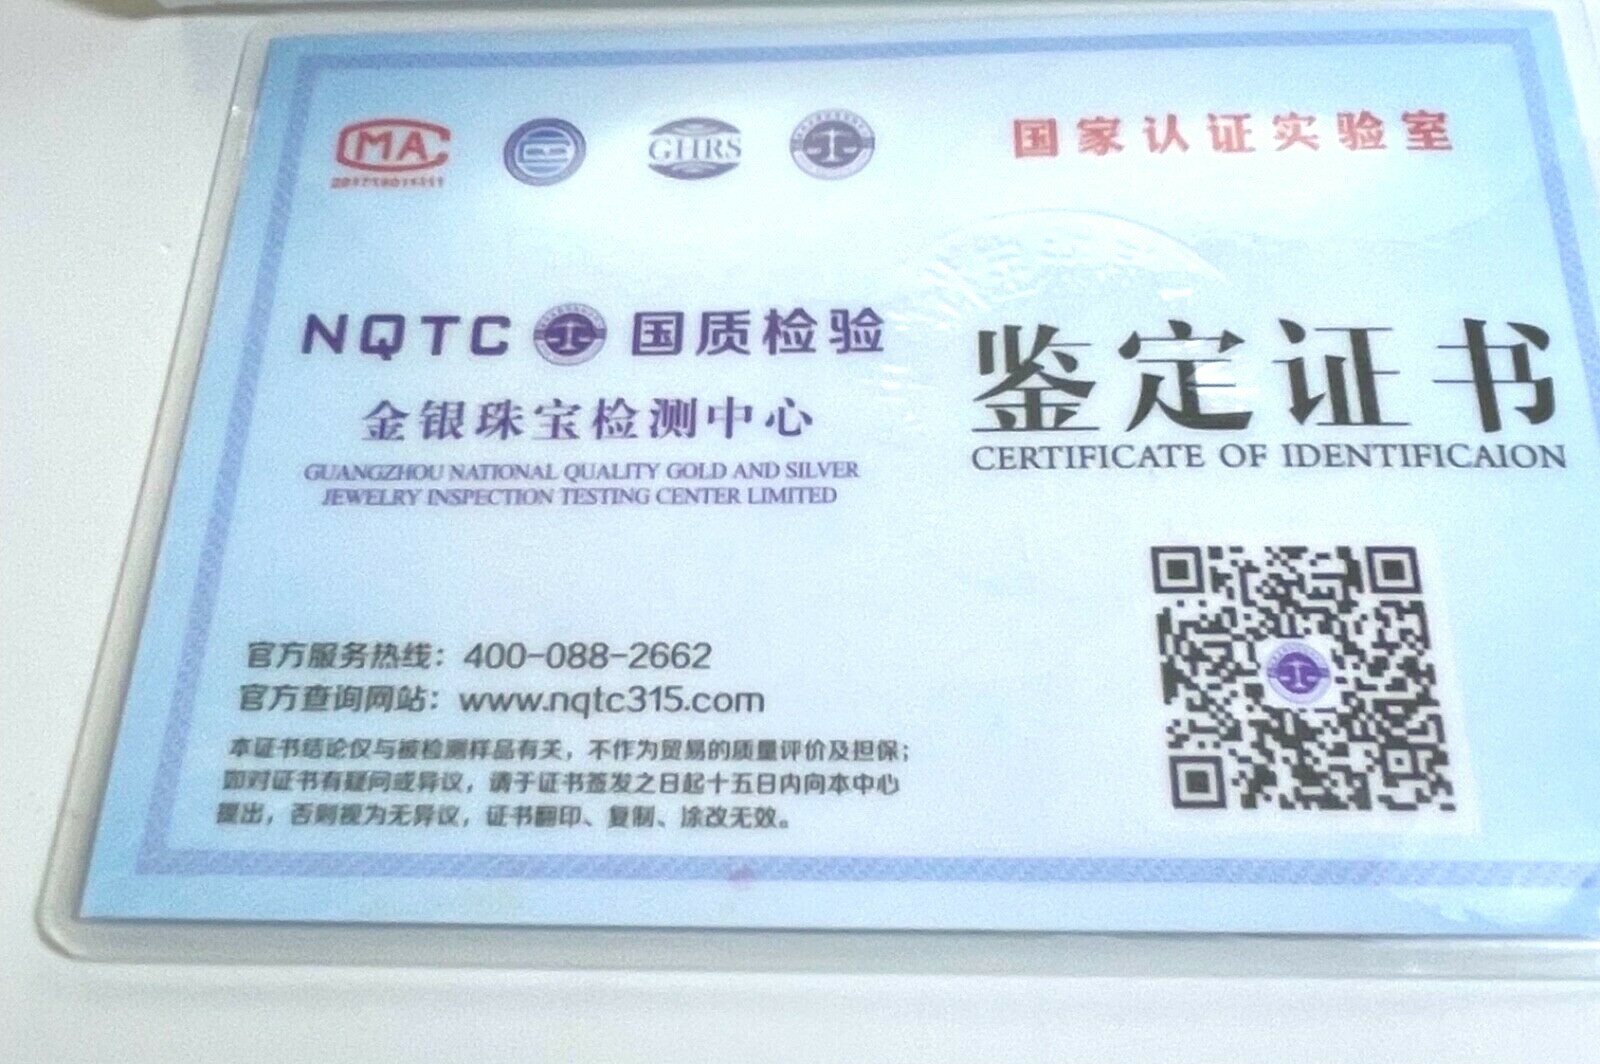 CMA
GHRS
国家认证实验室
NQTC 国质检验
金银珠宝检测中心
GUANGZHOU NATIONAL QUALITY GOLD AND SILVER
JEWELRY INSPECTION TESTING CENTER LIMITED
鉴定证书
CERTIFICATE OF IDENTIFICAION
官方服务热线：400-088-2662
官方查询网站：www.nqtc315.com
本证书结论仅与被检测样品有关，不作为贸易的质量评价及担保；
如对证书有疑问或异议，请于证书签发之日起十五日内向本中心
提出，否则视为无异议，证书翻印、复制、涂改无效。